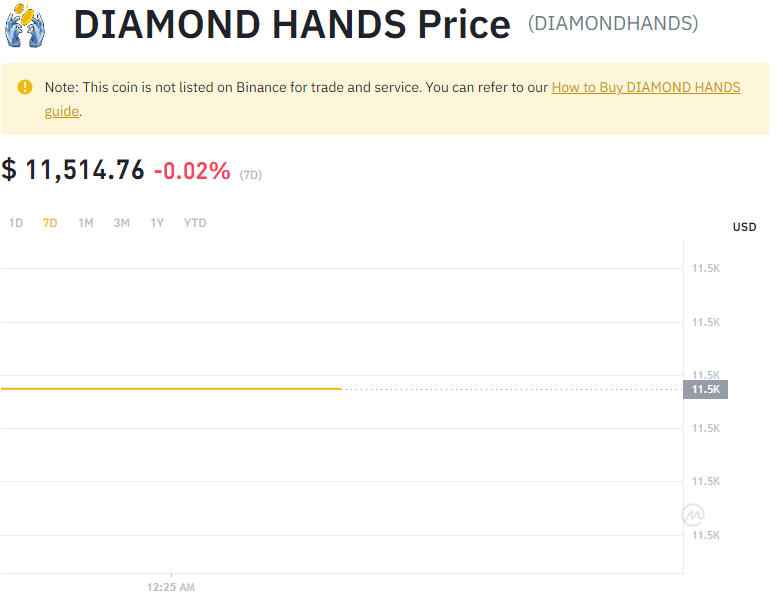 DIAMOND HANDS Price (DIAMONDHANDS)
Note: This coin is not listed on Binance for trade and service. You can refer to our How to Buy DIAMOND HANDS
guide.
$ 11,514.76 -0.02% (7D)
1D 7D 1M 3M 1Y YTD
USD
11.5K
11.5K
11.5K
11.5K
11.5K
11.5K
11.5K
12:25 AM